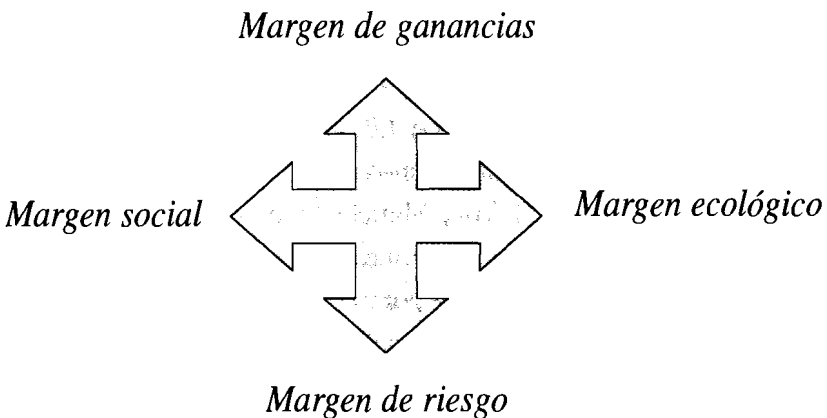 Margen de ganancias
Margen social
Margen ecológico
Margen de riesgo